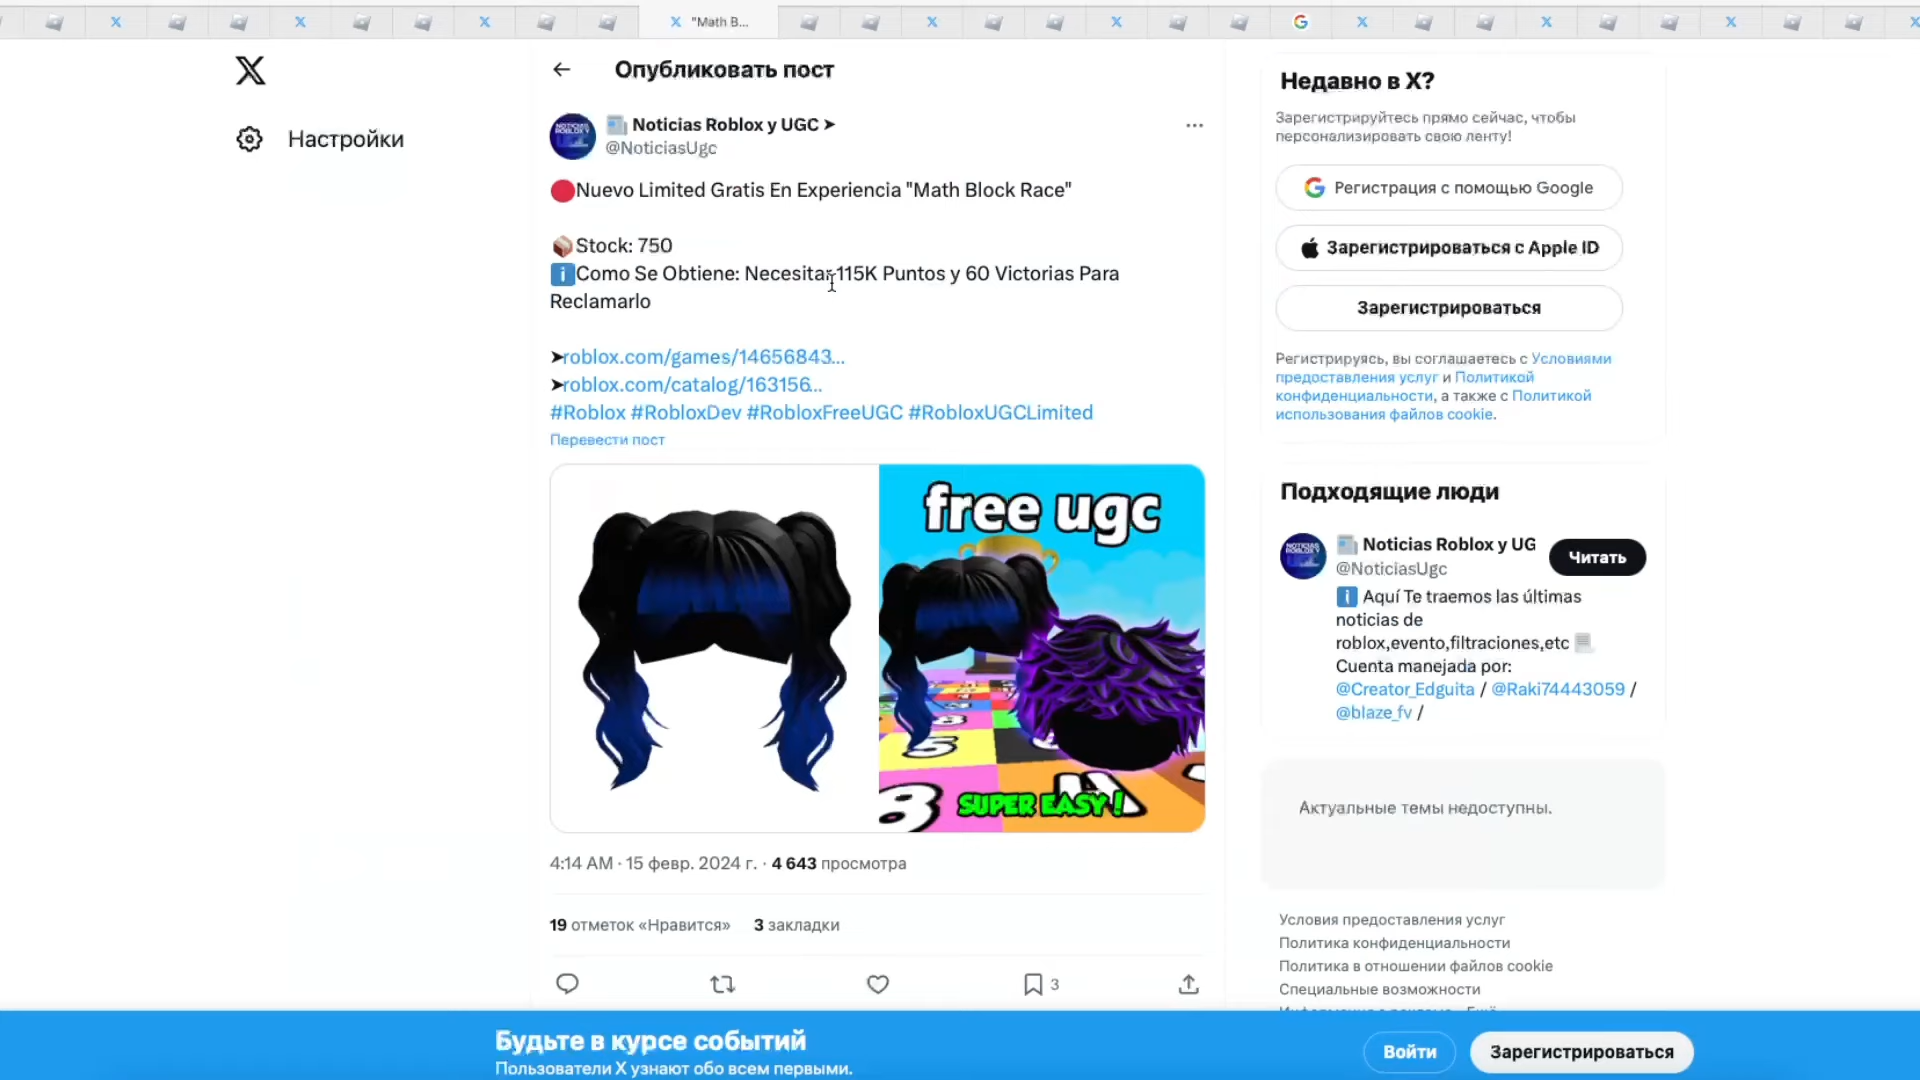 "Math B...
Опубликовать пост
Настройки
Noticias Roblox y UGC ➤
@NoticiasUgc
Nuevo Limited Gratis En Experiencia "Math Block Race"
Stock: 750
Como Se Obtiene: Necesitar 115K Puntos y 60 Victorias Para
Reclamarlo
➤roblox.com/games/14656843...
➤roblox.com/catalog/163156...
#Roblox #RobloxDev #RobloxFreeUGC #RobloxUGCLimited
Перевести пост
free ugc
SUPER EASY!
4:14 AM · 15 февр. 2024 г. · 4 643 просмотра
19 отметок «Нравится» 3 закладки
3
Недавно в X?
Зарегистрируйтесь прямо сейчас, чтобы
персонализировать свою ленту!
Регистрация с помощью Google
Зарегистрироваться с Apple ID
Зарегистрироваться
Регистрируясь, вы соглашаетесь с Условиями
предоставления услуг и Политикой
конфиденциальности, а также с Политикой
использования файлов cookie.
Подходящие люди
Noticias Roblox y UG
@NoticiasUgc
Читать
Aquí Te traemos las últimas
noticias de
roblox,evento,filtraciones,etc
Cuenta manejada por:
@Creator_Edguita / @Raki74443059 /
@blaze_fv /
Актуальные темы недоступны.
Условия предоставления услуг
Политика конфиденциальности
Политика в отношении файлов cookie
Специальные возможности
Будьте в курсе событий
Пользователи X узнают обо всем первыми.
Войти
Зарегистрироваться